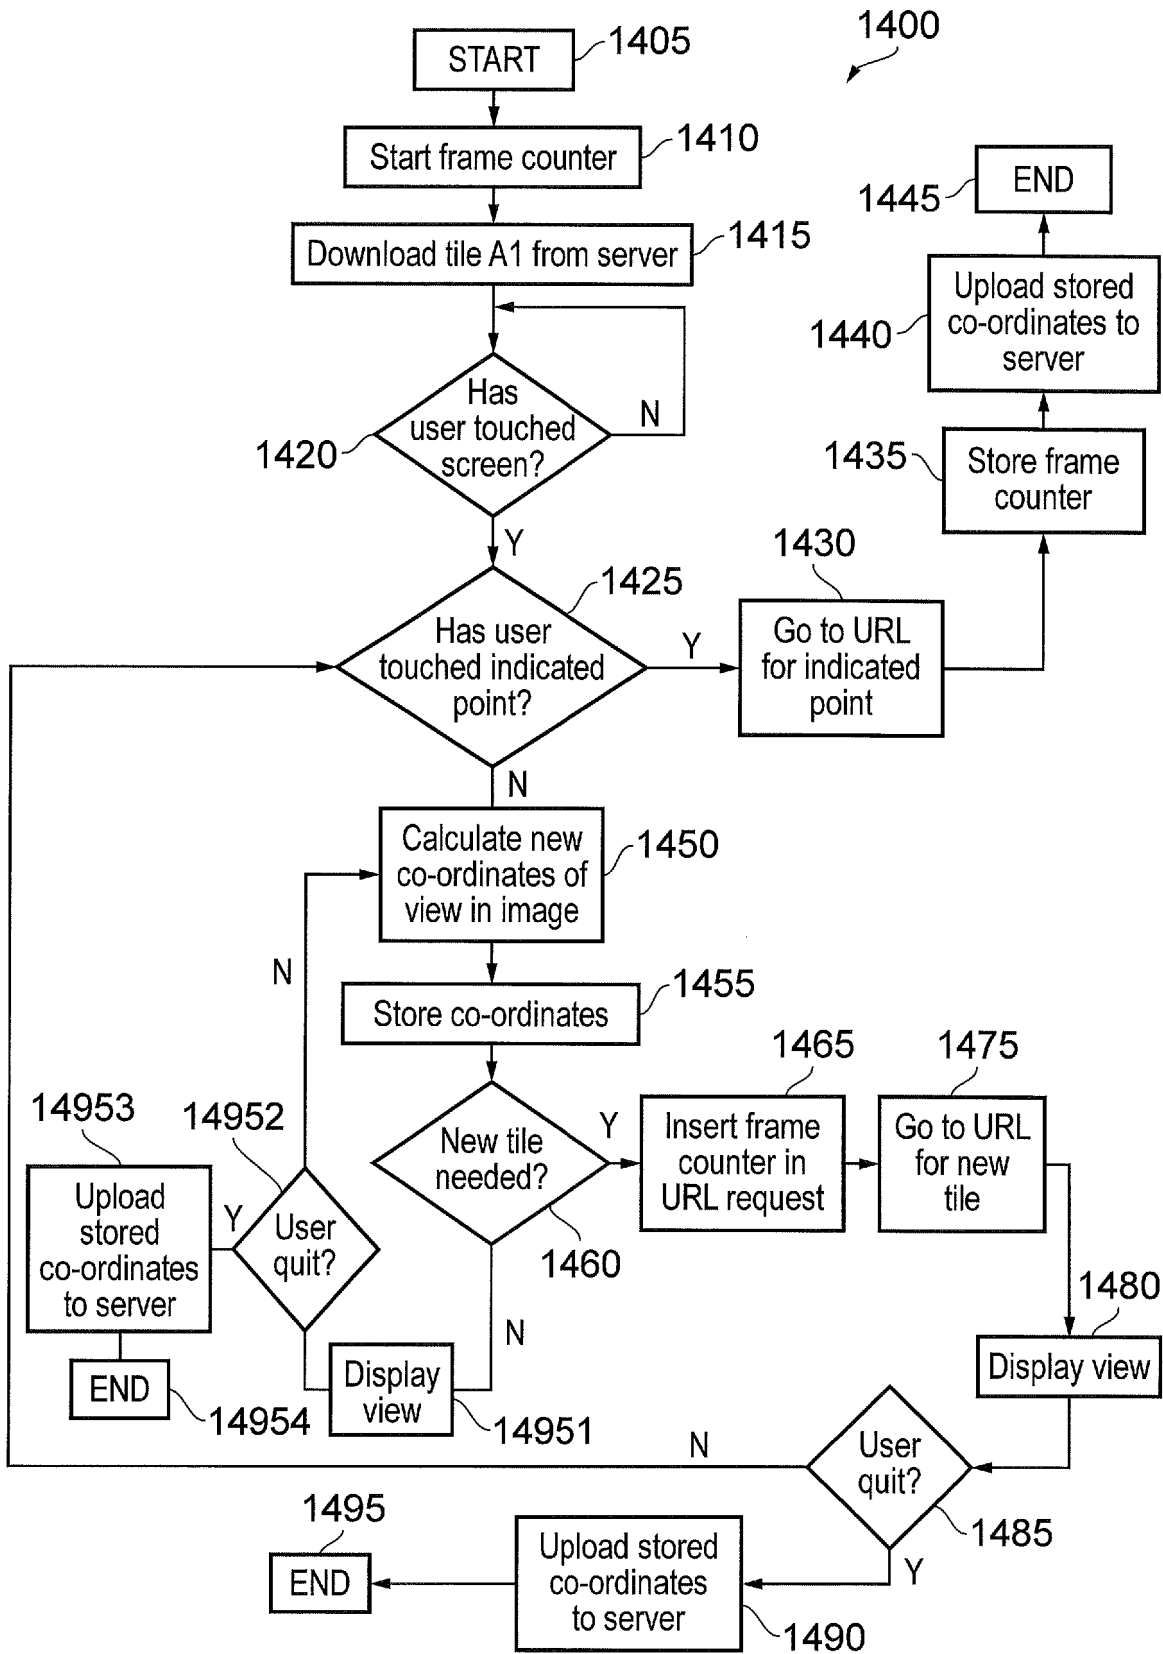 1400
START
1405
Start frame counter
1410
Download tile A1 from server
1415
Has
user touched
screen?
1420
N
Y
Has user
touched indicated
point?
1425
Y
N
Go to URL
for indicated
point
1430
Store frame
counter
1435
Upload stored
co-ordinates to
server
1440
END
1445
Calculate new
co-ordinates of
view in image
1450
Store co-ordinates
1455
New tile
needed?
1460
Y
N
Insert frame
counter in
URL request
1465
Go to URL
for new
tile
1475
Display view
1480
User
quit?
1485
N
Y
Upload stored
co-ordinates
to server
1490
END
1495
Display
view
14951
User
quit?
14952
N
Y
Upload
stored
co-ordinates
to server
14953
END
14954